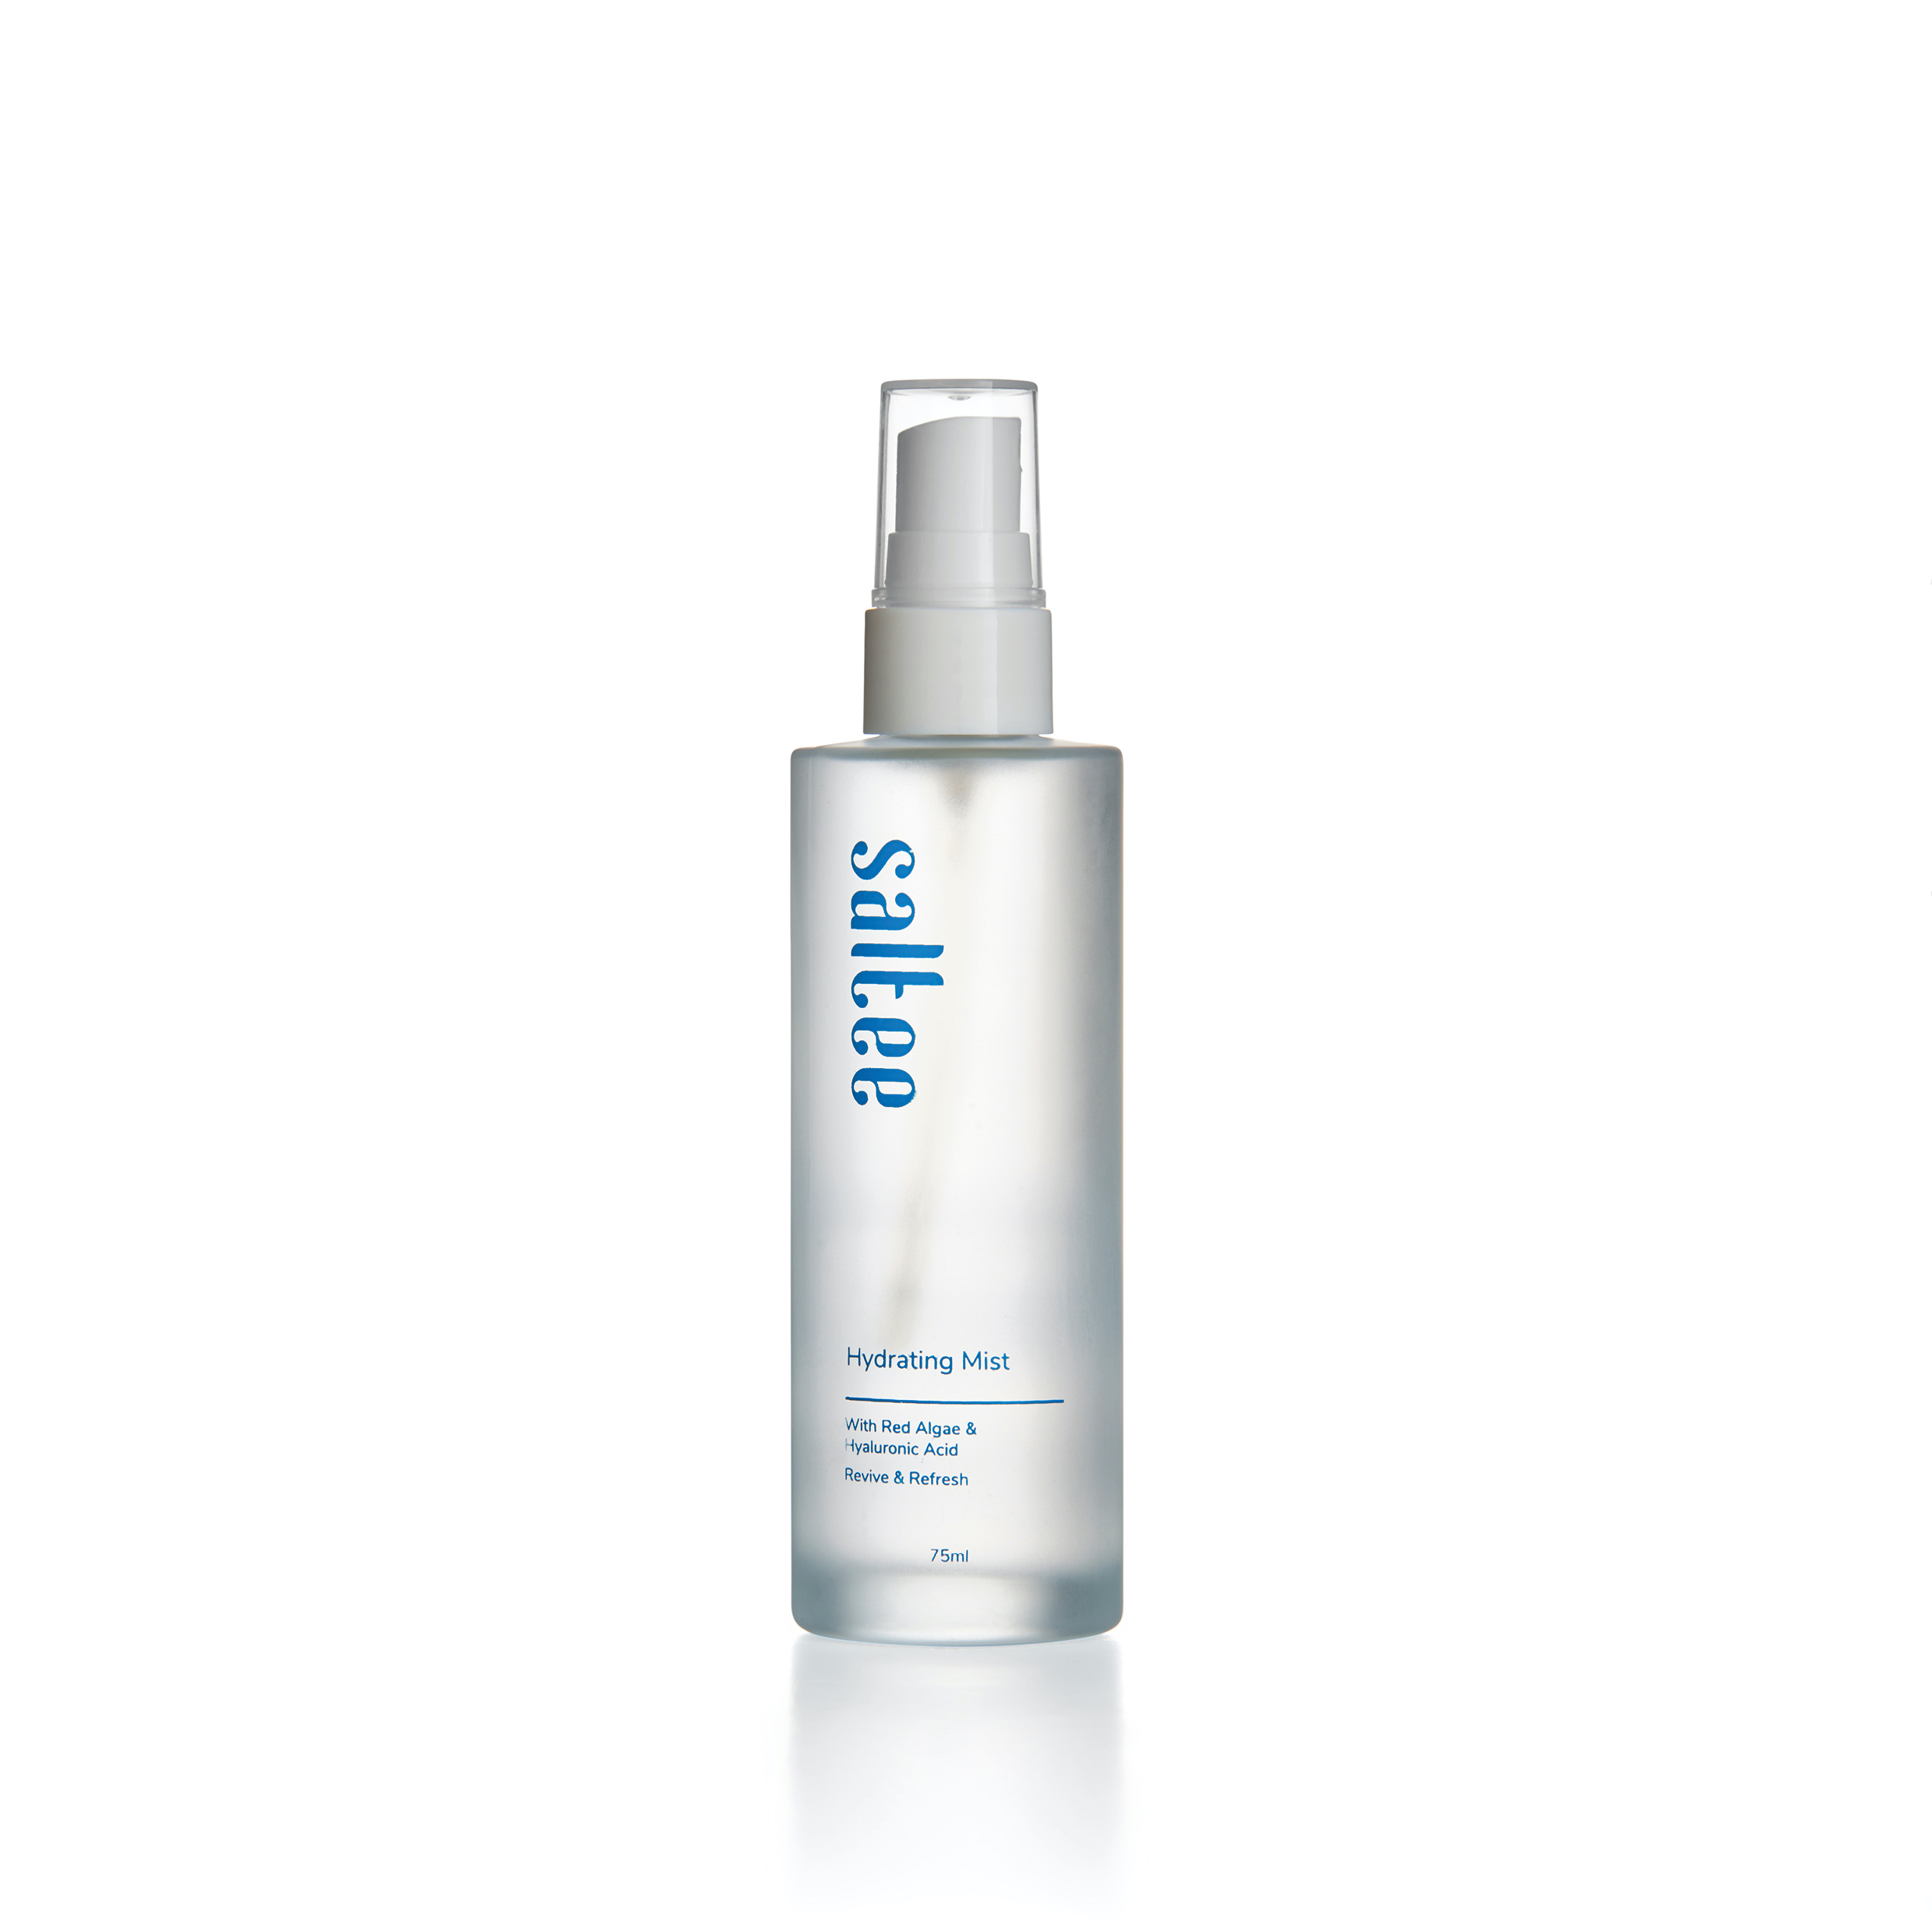 saltee
Hydrating Mist
With Red Algae &
Hyaluronic Acid
Revive & Refresh
75ml